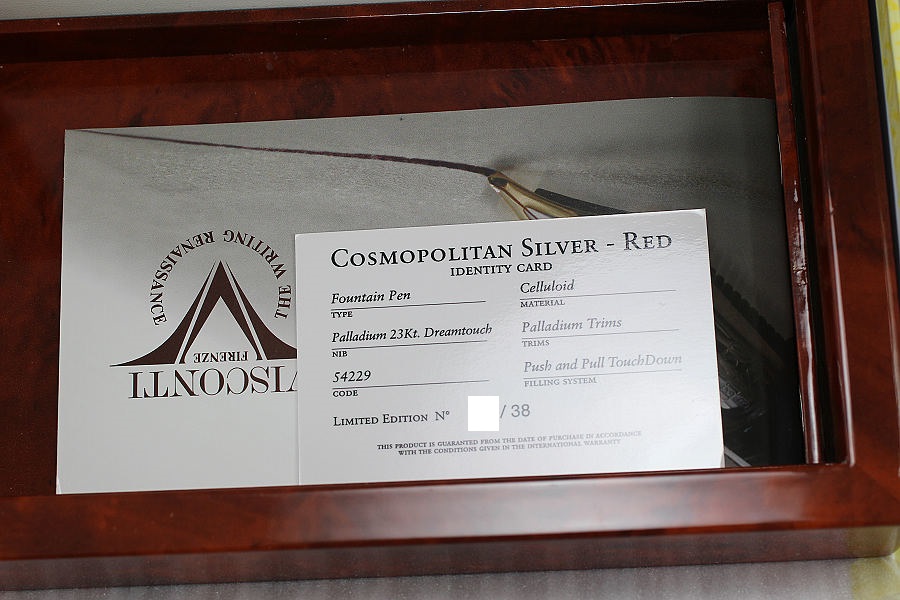 THE WRITING RENAISSANCE
FIRENZE
VISCONTI
COSMOPOLITAN SILVER - RED
IDENTITY CARD
Fountain Pen
TYPE
Palladium 23Kt. Dreamtouch
NIB
54229
CODE
Celluloid
MATERIAL
Palladium Trims
TRIMS
Push and Pull TouchDown
FILLING SYSTEM
LIMITED EDITION N° / 38
THIS PRODUCT IS GUARANTED FROM THE DATE OF PURCHASE IN ACCORDANCE
WITH THE CONDITIONS GIVEN IN THE INTERNATIONAL WARRANTY